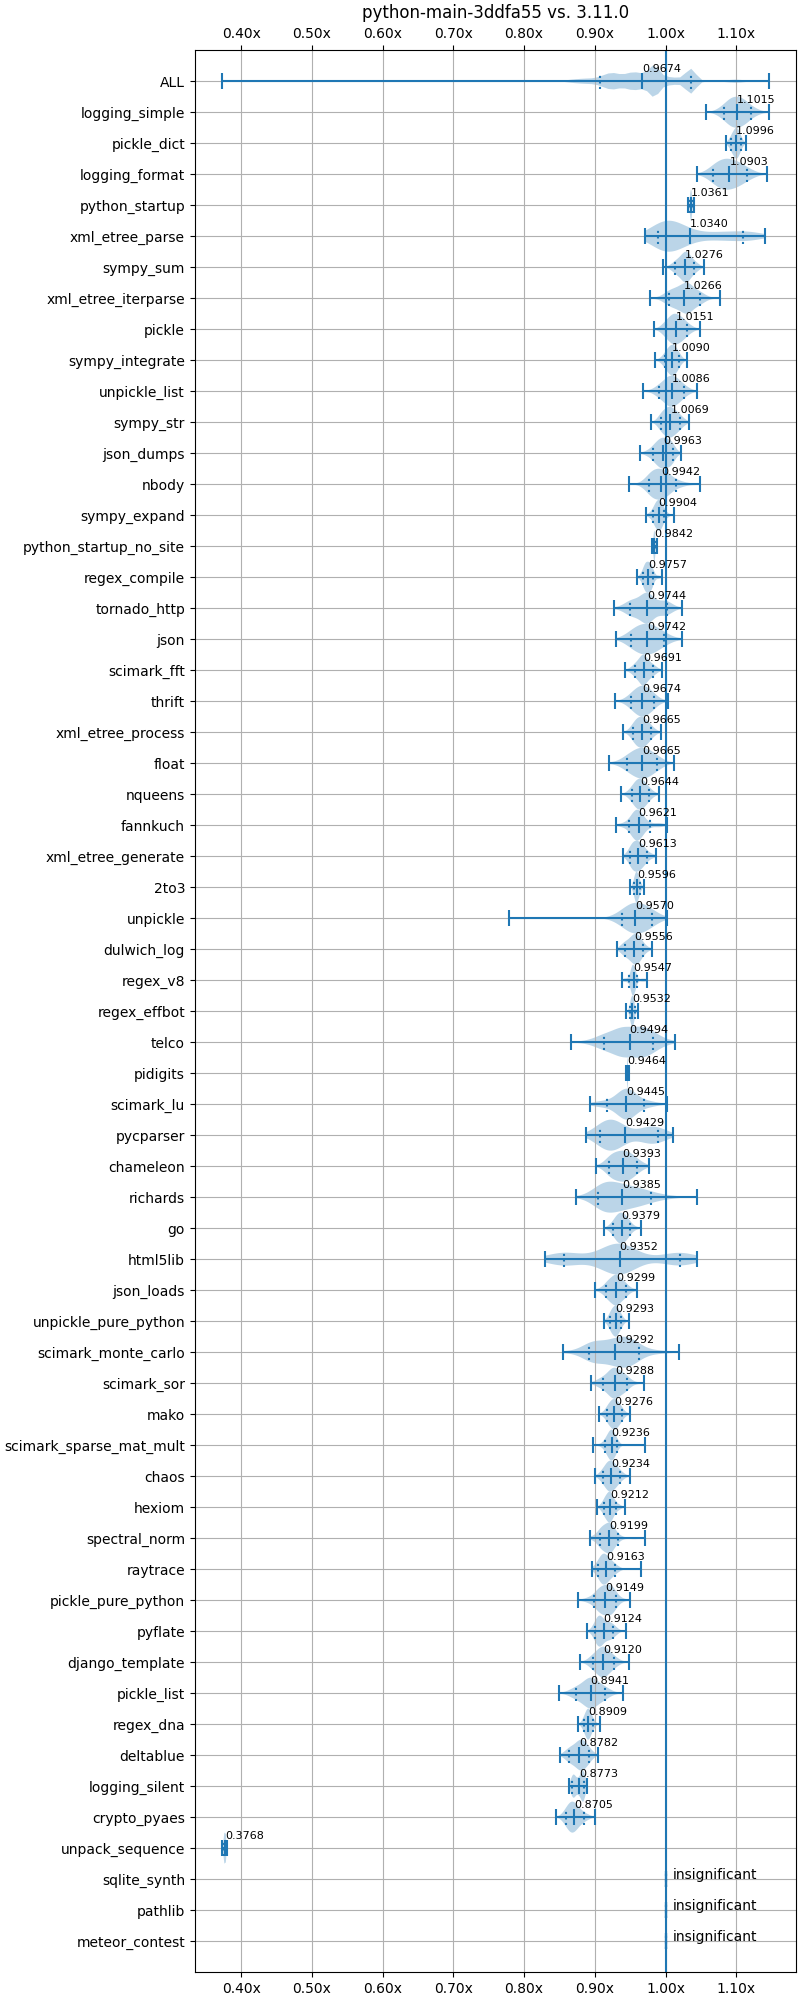 python-main-3ddfa55 vs. 3.11.0
0.40x 0.50x 0.60x 0.70x 0.80x 0.90x 1.00x 1.10x
ALL 0.9674
logging_simple 1.1015
pickle_dict 1.0996
logging_format 1.0903
python_startup 1.0361
xml_etree_parse 1.0340
sympy_sum 1.0276
xml_etree_iterparse 1.0266
pickle 1.0151
sympy_integrate 1.0090
unpickle_list 1.0086
sympy_str 1.0069
json_dumps 0.9963
nbody 0.9942
sympy_expand 0.9904
python_startup_no_site 0.9842
regex_compile 0.9757
tornado_http 0.9744
json 0.9742
scimark_fft 0.9691
thrift 0.9674
xml_etree_process 0.9665
float 0.9665
nqueens 0.9644
fannkuch 0.9621
xml_etree_generate 0.9613
2to3 0.9596
unpickle 0.9570
dulwich_log 0.9556
regex_v8 0.9547
regex_effbot 0.9532
telco 0.9494
pidigits 0.9464
scimark_lu 0.9445
pycparser 0.9429
chameleon 0.9393
richards 0.9385
go 0.9379
html5lib 0.9352
json_loads 0.9299
unpickle_pure_python 0.9293
scimark_monte_carlo 0.9292
scimark_sor 0.9288
mako 0.9276
scimark_sparse_mat_mult 0.9236
chaos 0.9234
hexiom 0.9212
spectral_norm 0.9199
raytrace 0.9163
pickle_pure_python 0.9149
pyflate 0.9124
django_template 0.9120
pickle_list 0.8941
regex_dna 0.8909
deltablue 0.8782
logging_silent 0.8773
crypto_pyaes 0.8705
unpack_sequence 0.3768
sqlite_synth insignificant
pathlib insignificant
meteor_contest insignificant
0.40x 0.50x 0.60x 0.70x 0.80x 0.90x 1.00x 1.10x